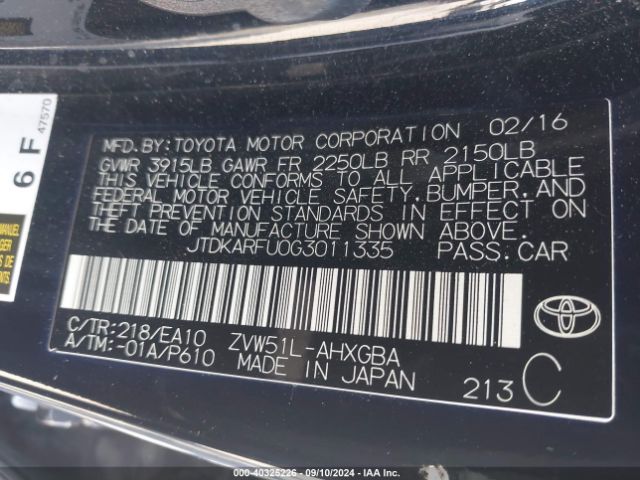 MFD.BY:TOYOTA MOTOR CORPORATION 02/16
GVWR 3915LB GAWR FR 2250LB RR 2150LB
THIS VEHICLE CONFORMS TO ALL APPLICABLE
FEDERAL MOTOR VEHICLE SAFETY,BUMPER,AND
THEFT PREVENTION STANDARDS IN EFFECT ON
THE DATE OF MANUFACTURE SHOWN ABOVE.
JTDKARFU0G3011335 PASS.CAR
C/TR:218/EA10 ZVW51L-AHXGBA
A/TM:-01A/P610 MADE IN JAPAN
213 C
6 F
47570
000-40325226 - 09/10/2024 - IAA Inc.